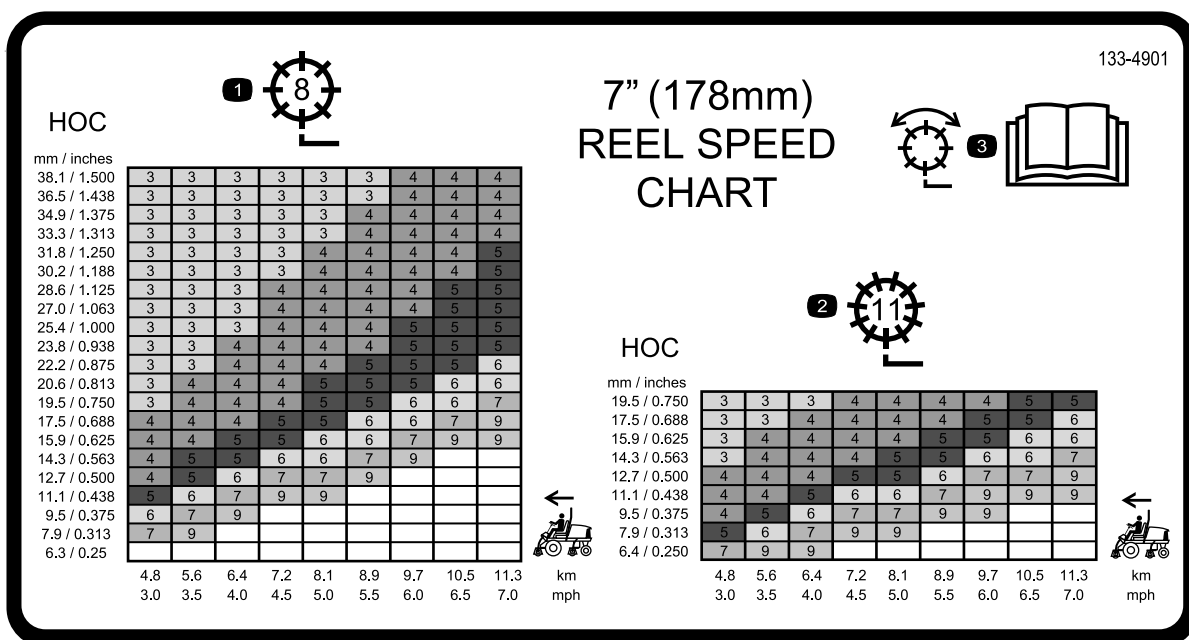 133-4901
7” (178mm)
REEL SPEED
CHART
3
1
8
HOC
mm / inches
38.1 / 1.500 3 3 3 3 3 3 4 4 4
36.5 / 1.438 3 3 3 3 3 3 4 4 4
34.9 / 1.375 3 3 3 3 3 4 4 4 4
33.3 / 1.313 3 3 3 3 3 4 4 4 4
31.8 / 1.250 3 3 3 3 4 4 4 4 5
30.2 / 1.188 3 3 3 3 4 4 4 4 5
28.6 / 1.125 3 3 3 4 4 4 4 5 5
27.0 / 1.063 3 3 3 4 4 4 4 5 5
25.4 / 1.000 3 3 3 4 4 4 5 5 5
23.8 / 0.938 3 3 4 4 4 4 5 5 5
22.2 / 0.875 3 3 4 4 4 5 5 5 6
20.6 / 0.813 3 4 4 4 5 5 5 6 6
19.5 / 0.750 3 4 4 4 5 5 6 6 7
17.5 / 0.688 4 4 4 5 5 6 6 7 9
15.9 / 0.625 4 4 5 5 6 6 7 9 9
14.3 / 0.563 4 5 5 6 6 7 9
12.7 / 0.500 4 5 6 7 7 9
11.1 / 0.438 5 6 7 9 9
9.5 / 0.375 6 7 9
7.9 / 0.313 7 9
6.3 / 0.25
4.8 5.6 6.4 7.2 8.1 8.9 9.7 10.5 11.3 km
3.0 3.5 4.0 4.5 5.0 5.5 6.0 6.5 7.0 mph
2
11
HOC
mm / inches
19.5 / 0.750 3 3 3 4 4 4 4 5 5
17.5 / 0.688 3 3 4 4 4 4 5 5 6
15.9 / 0.625 3 4 4 4 4 5 5 6 6
14.3 / 0.563 3 4 4 4 5 5 6 6 7
12.7 / 0.500 4 4 4 5 5 6 7 7 9
11.1 / 0.438 4 4 5 6 6 7 9 9 9
9.5 / 0.375 4 5 6 7 7 9 9
7.9 / 0.313 5 6 7 9 9
6.4 / 0.250 7 9 9
4.8 5.6 6.4 7.2 8.1 8.9 9.7 10.5 11.3 km
3.0 3.5 4.0 4.5 5.0 5.5 6.0 6.5 7.0 mph